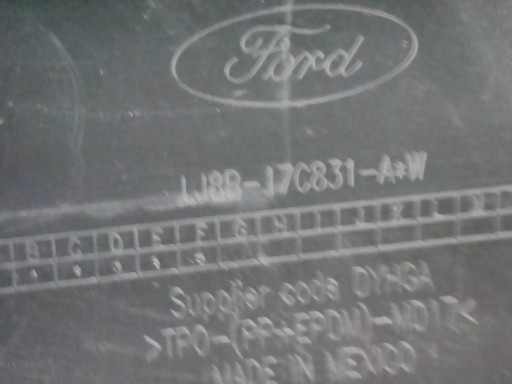 Ford
LJ8B-17C831-A*W
B C D E F G H I J K L M
Supplier code DYHGA
>TPO-(PP+EPDM)-MD17<
MADE IN MEXICO